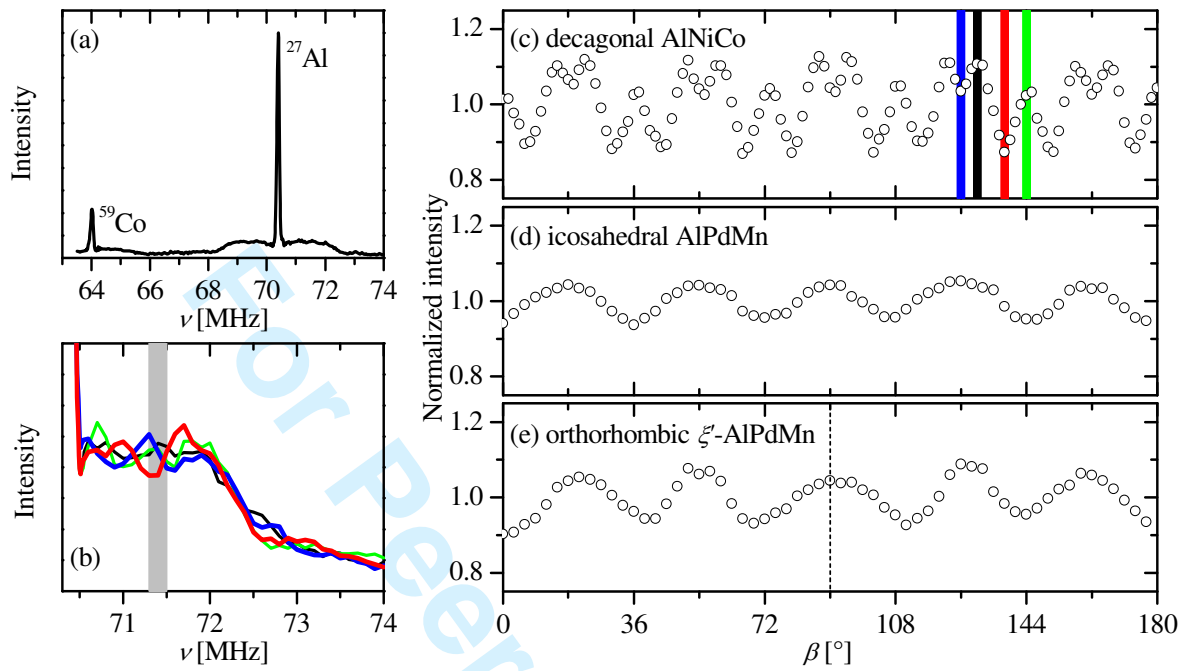 (a)
²⁷Al
⁵⁹Co
Intensity
64 66 68 70 72 74
ν [MHz]
(b)
Intensity
71 72 73 74
ν [MHz]
Normalized intensity
(c) decagonal AlNiCo
1.2
1.0
0.8
(d) icosahedral AlPdMn
1.2
1.0
0.8
(e) orthorhombic ξ'-AlPdMn
1.2
1.0
0.8
0 36 72 108 144 180
β [°]
For Peer